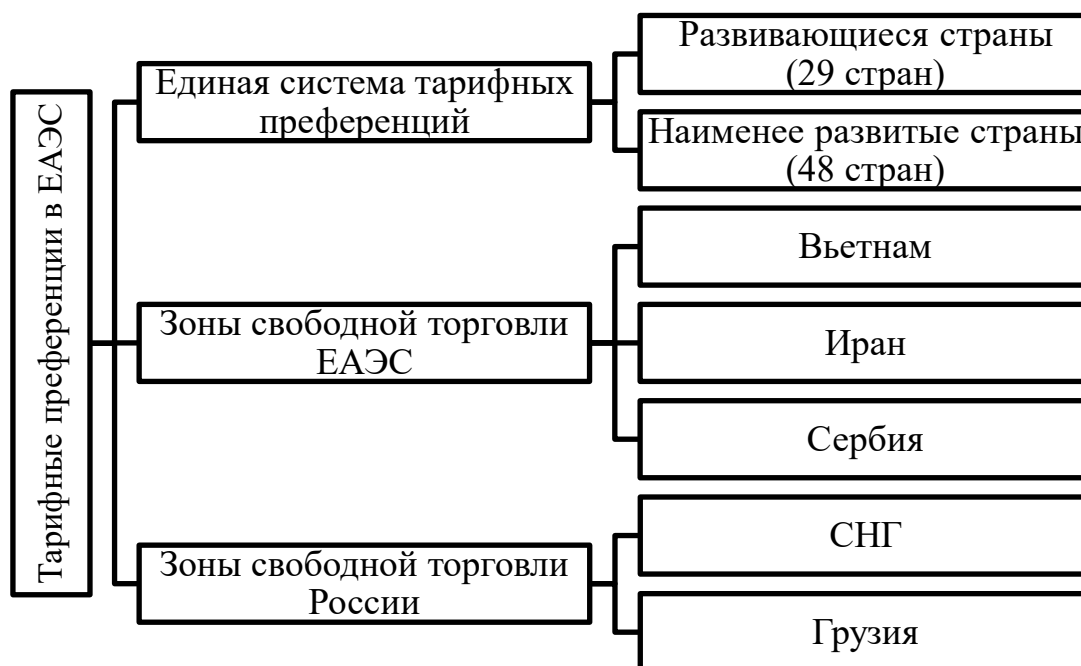 Тарифные преференции в ЕАЭС
Единая система тарифных
преференций
Развивающиеся страны
(29 стран)
Наименее развитые страны
(48 стран)
Зоны свободной торговли
ЕАЭС
Вьетнам
Иран
Сербия
Зоны свободной торговли
России
СНГ
Грузия